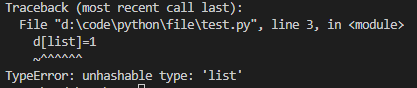 Traceback (most recent call last):
  File "d:\code\python\file\test.py", line 3, in <module>
    d[list]=1
    ~^^^^^^
TypeError: unhashable type: 'list'